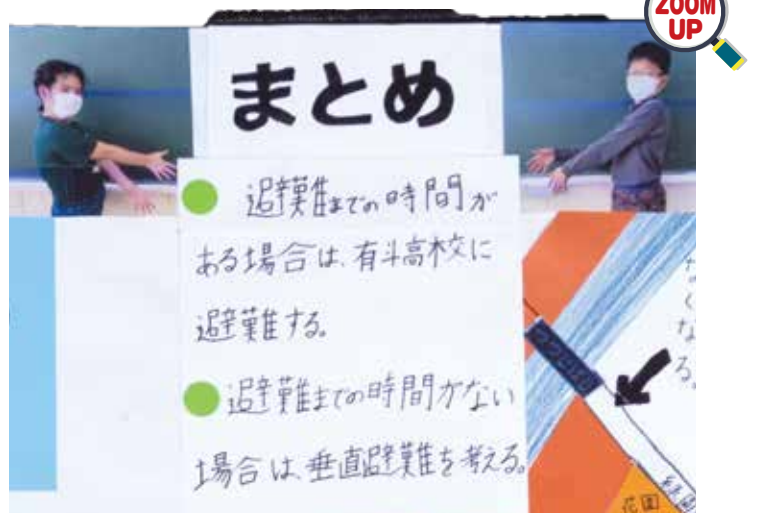 ZOOM
UP
まとめ
● 避難までの時間が
ある場合は、有斗高校に
避難する。
● 避難までの時間がない
場合は、垂直避難を考える。
なくなる。
花園